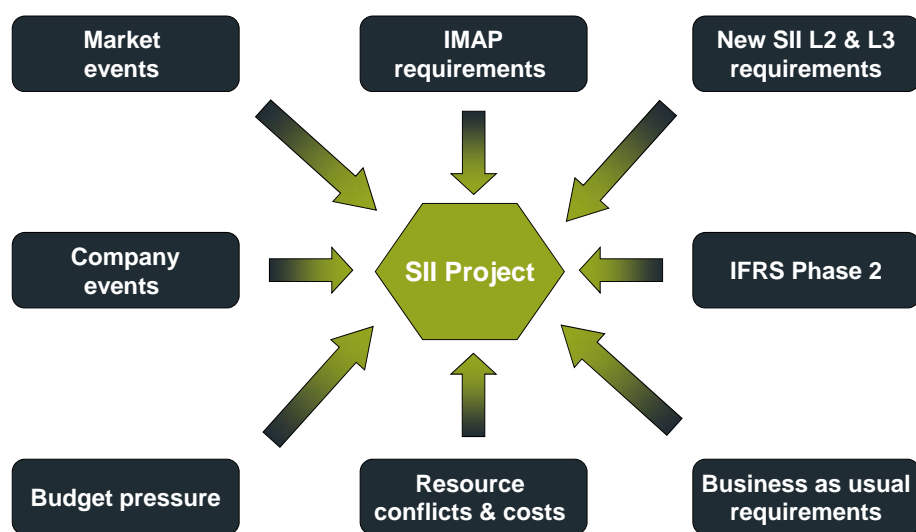 Market
events
IMAP
requirements
New SII L2 & L3
requirements
Company
events
SII Project
IFRS Phase 2
Budget pressure
Resource
conflicts & costs
Business as usual
requirements